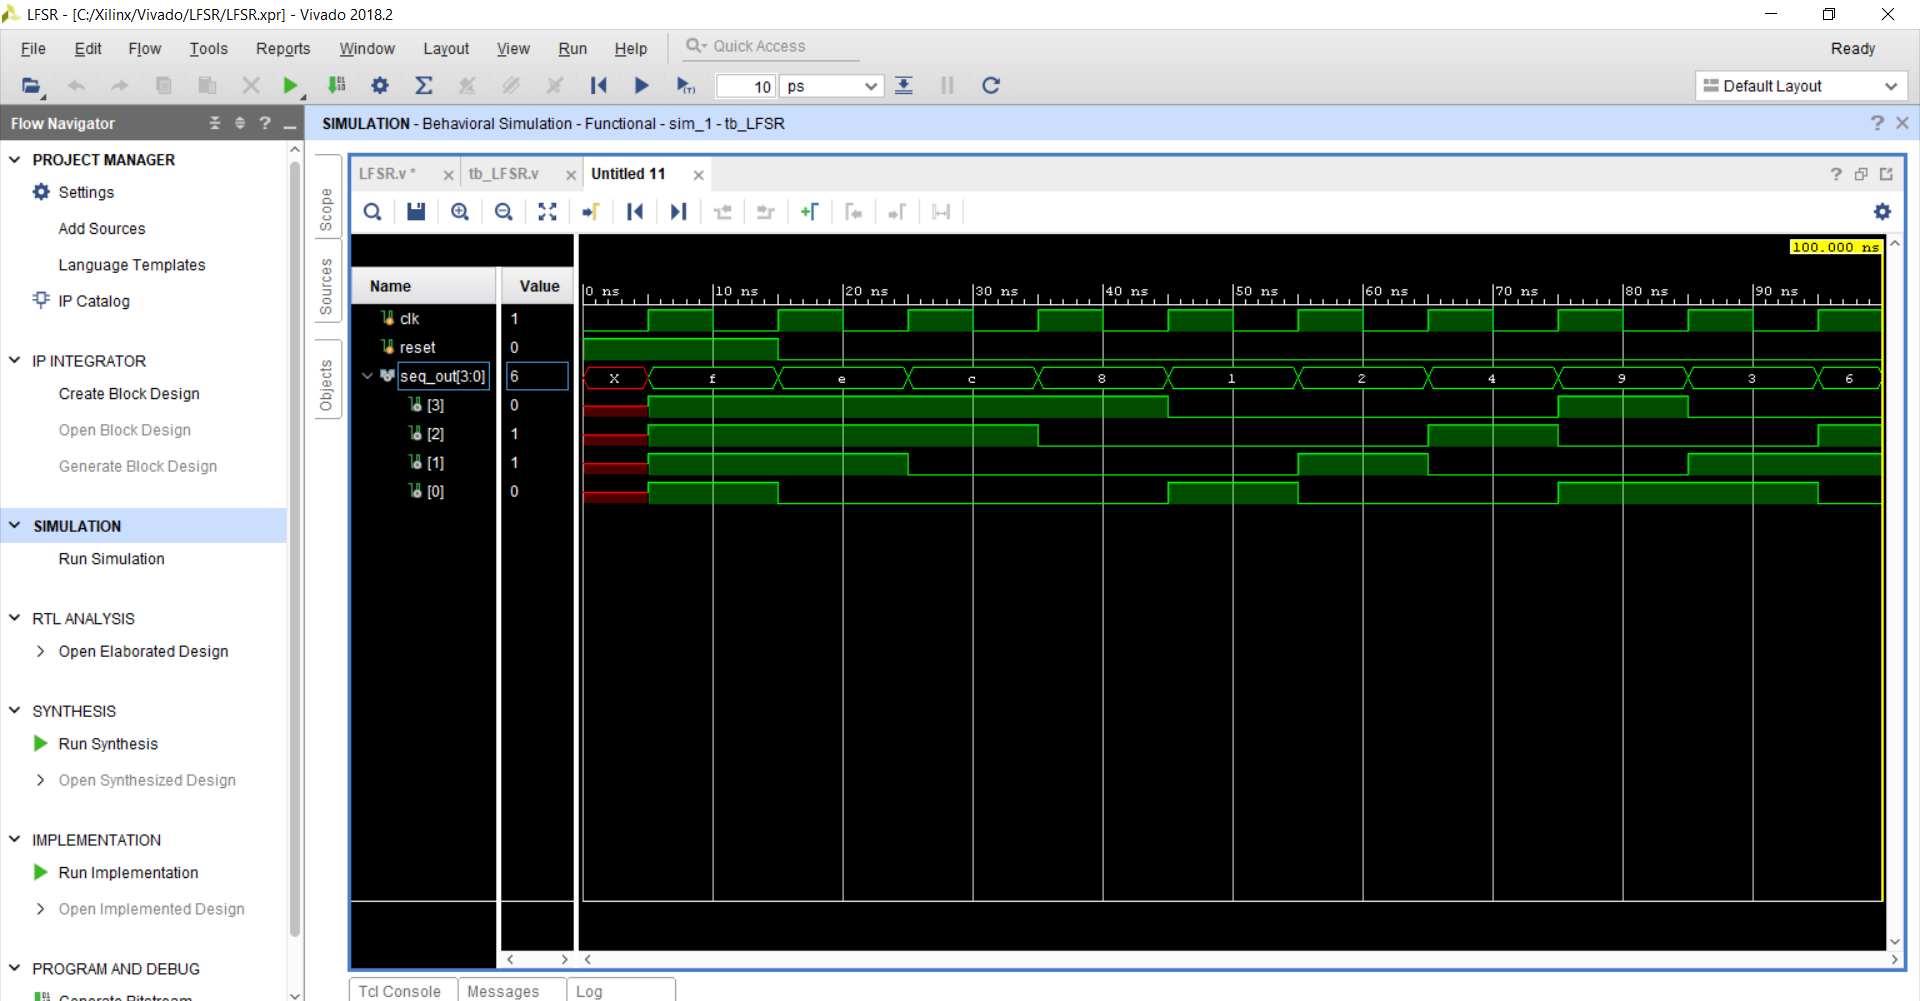 LFSR - [C:/Xilinx/Vivado/LFSR/LFSR.xpr] - Vivado 2018.2
File Edit Flow Tools Reports Window Layout View Run Help Quick Access Ready
10 ps Default Layout
Flow Navigator
SIMULATION - Behavioral Simulation - Functional - sim_1 - tb_LFSR
PROJECT MANAGER
Settings
Add Sources
Language Templates
IP Catalog
IP INTEGRATOR
Create Block Design
Open Block Design
Generate Block Design
SIMULATION
Run Simulation
RTL ANALYSIS
Open Elaborated Design
SYNTHESIS
Run Synthesis
Open Synthesized Design
IMPLEMENTATION
Run Implementation
Open Implemented Design
PROGRAM AND DEBUG
Generate Bitstream
Scope
Sources
Objects
LFSR.v * tb_LFSR.v Untitled 11
100.000 ns
Name Value
0 ns 10 ns 20 ns 30 ns 40 ns 50 ns 60 ns 70 ns 80 ns 90 ns
clk 1
reset 0
seq_out[3:0] 6 X f e c 8 1 2 4 9 3 6
[3] 0
[2] 1
[1] 1
[0] 0
Tcl Console Messages Log